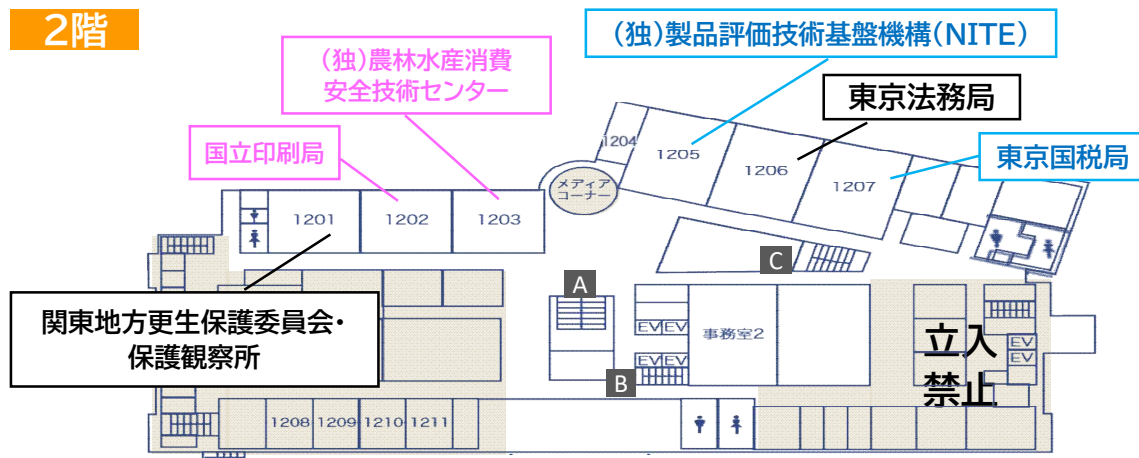 2階
(独)製品評価技術基盤機構(NITE)
(独)農林水産消費
安全技術センター
東京法務局
国立印刷局
東京国税局
1204
1205
1206
1207
メディア
コーナー
1201
1202
1203
C
A
関東地方更生保護委員会・
保護観察所
EV EV
事務室2
EV EV
B
立入
禁止
EV
EV
1208
1209
1210
1211